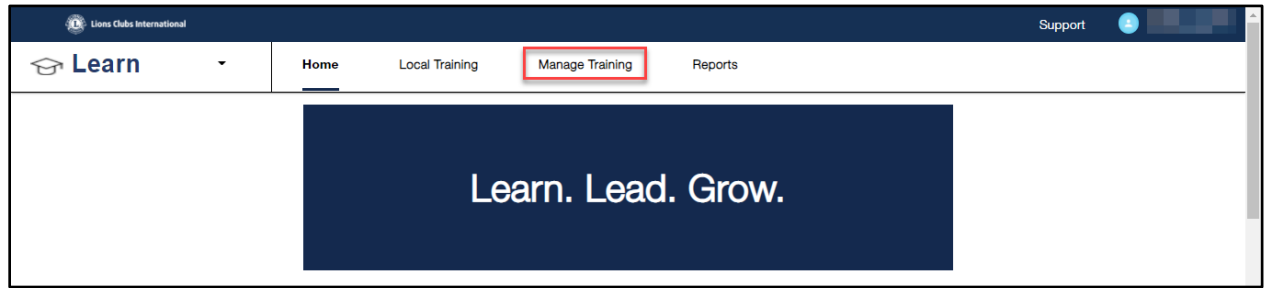 Lions Clubs International
Support
Learn
Home Local Training Manage Training Reports
Learn. Lead. Grow.